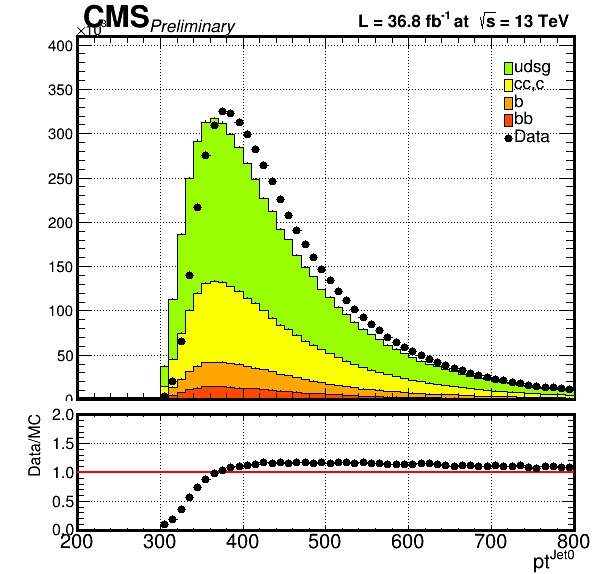 CMS Preliminary L = 36.8 fb⁻¹ at √s = 13 TeV
×10³
400
350
300
250
200
150
100
50
0
udsg
cc,c
b
bb
Data
Data/MC
2.0
1.5
1.0
0.5
0.0
200 300 400 500 600 700 800
pt^Jet0